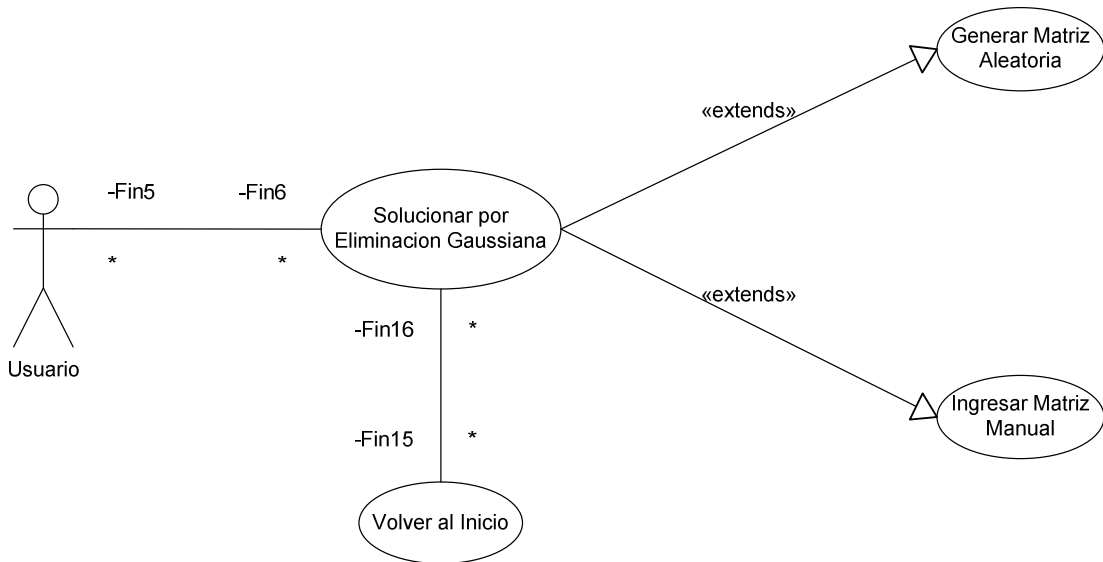 Generar Matriz
Aleatoria
«extends»
-Fin5
-Fin6
Solucionar por
Eliminacion Gaussiana
*
*
Usuario
«extends»
-Fin16
*
-Fin15
*
Ingresar Matriz
Manual
Volver al Inicio